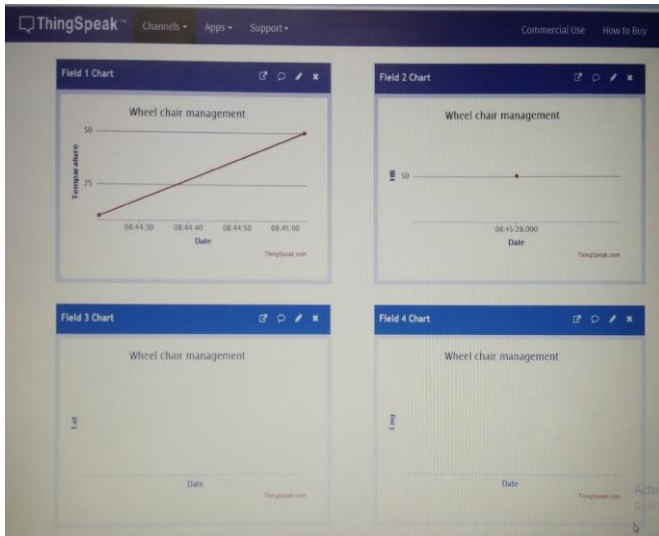 ThingSpeak™ Channels Apps Support Commercial Use How to Buy
Field 1 Chart
Wheel chair management
Temparature
50
25
08:44:30 08:44:40 08:44:50 08:45:00
Date
ThingSpeak.com
Field 2 Chart
Wheel chair management
HB
50
08:45:28.000
Date
ThingSpeak.com
Field 3 Chart
Wheel chair management
Lat
Date
ThingSpeak.com
Field 4 Chart
Wheel chair management
Lng
Date
ThingSpeak.com